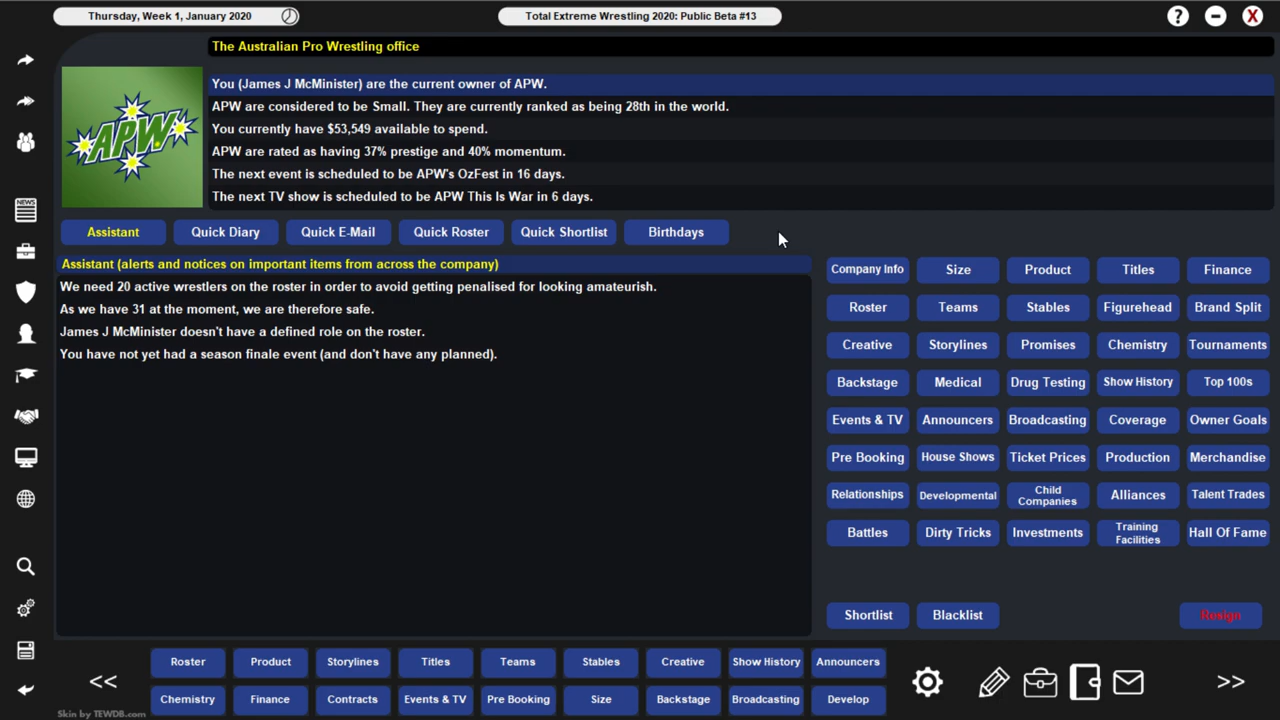 Thursday, Week 1, January 2020
Total Extreme Wrestling 2020: Public Beta #13
?
X
The Australian Pro Wrestling office
APW
You (James J McMinister) are the current owner of APW.
APW are considered to be Small. They are currently ranked as being 28th in the world.
You currently have $53,549 available to spend.
APW are rated as having 37% prestige and 40% momentum.
The next event is scheduled to be APW's OzFest in 16 days.
The next TV show is scheduled to be APW This Is War in 6 days.
NEWS
Assistant Quick Diary Quick E-Mail Quick Roster Quick Shortlist Birthdays
Assistant (alerts and notices on important items from across the company)
We need 20 active wrestlers on the roster in order to avoid getting penalised for looking amateurish.
As we have 31 at the moment, we are therefore safe.
James J McMinister doesn't have a defined role on the roster.
You have not yet had a season finale event (and don't have any planned).
Company Info Size Product Titles Finance
Roster Teams Stables Figurehead Brand Split
Creative Storylines Promises Chemistry Tournaments
Backstage Medical Drug Testing Show History Top 100s
Events & TV Announcers Broadcasting Coverage Owner Goals
Pre Booking House Shows Ticket Prices Production Merchandise
Relationships Developmental Child Companies Alliances Talent Trades
Battles Dirty Tricks Investments Training Facilities Hall Of Fame
Shortlist Blacklist Resign
<< Roster Product Storylines Titles Teams Stables Creative Show History Announcers >>
Chemistry Finance Contracts Events & TV Pre Booking Size Backstage Broadcasting Develop
Skin by TEWDB.com